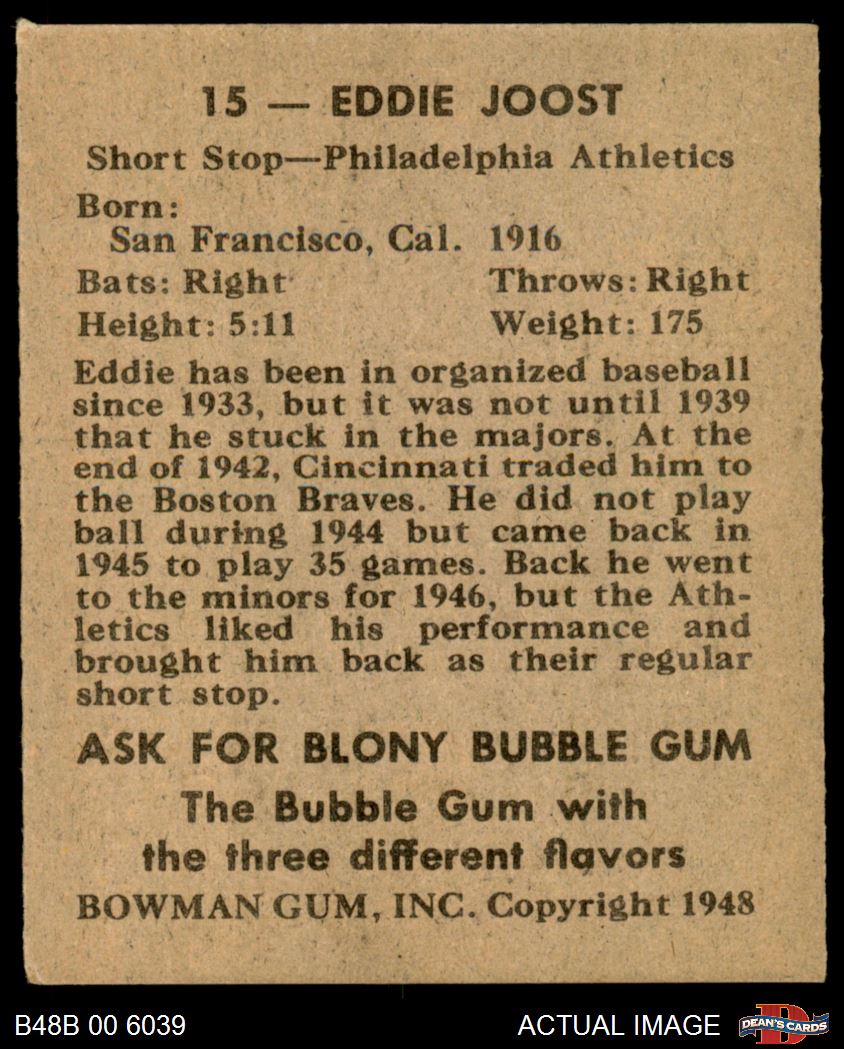 15 — EDDIE JOOST
Short Stop—Philadelphia Athletics
Born:
San Francisco, Cal. 1916
Bats: Right Throws: Right
Height: 5:11 Weight: 175
Eddie has been in organized baseball
since 1933, but it was not until 1939
that he stuck in the majors. At the
end of 1942, Cincinnati traded him to
the Boston Braves. He did not play
ball during 1944 but came back in
1945 to play 35 games. Back he went
to the minors for 1946, but the Ath-
letics liked his performance and
brought him back as their regular
short stop.
ASK FOR BLONY BUBBLE GUM
The Bubble Gum with
the three different flavors
BOWMAN GUM, INC. Copyright 1948
B48B 00 6039 ACTUAL IMAGE DEAN'S CARDS